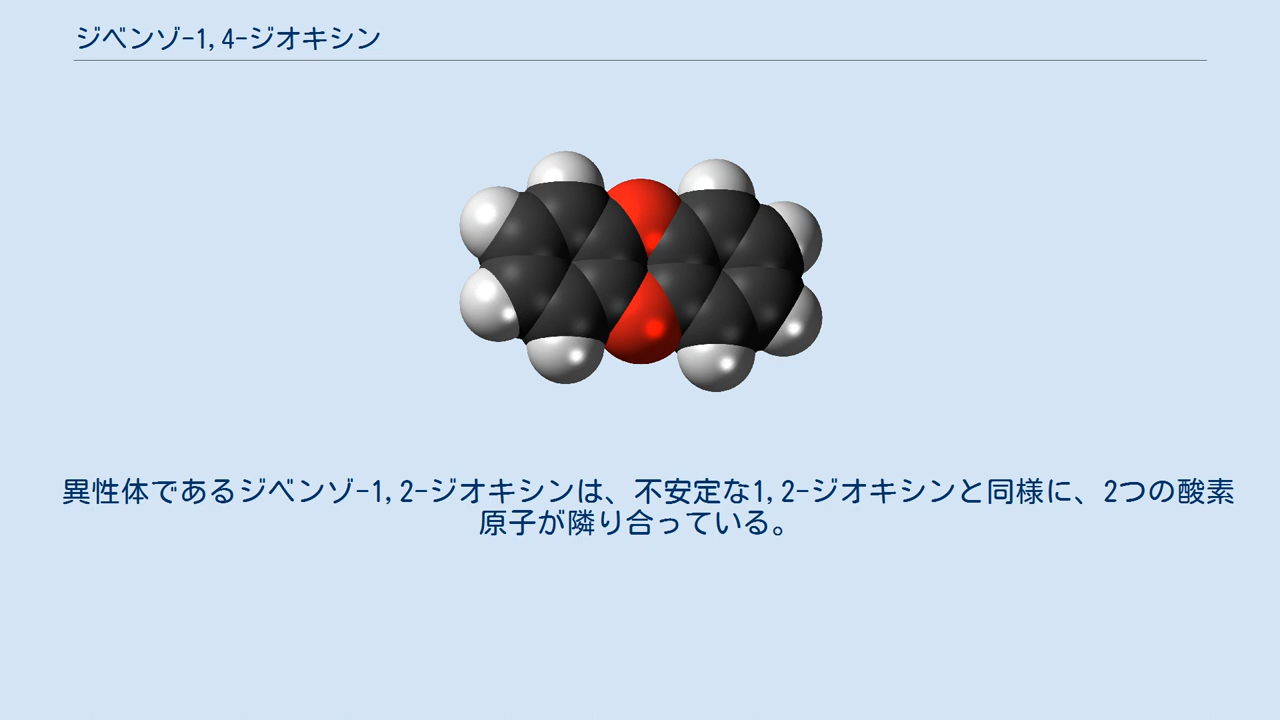 ジベンゾ-1,4-ジオキシン
異性体であるジベンゾ-1,2-ジオキシンは、不安定な1,2-ジオキシンと同様に、2つの酸素
原子が隣り合っている。